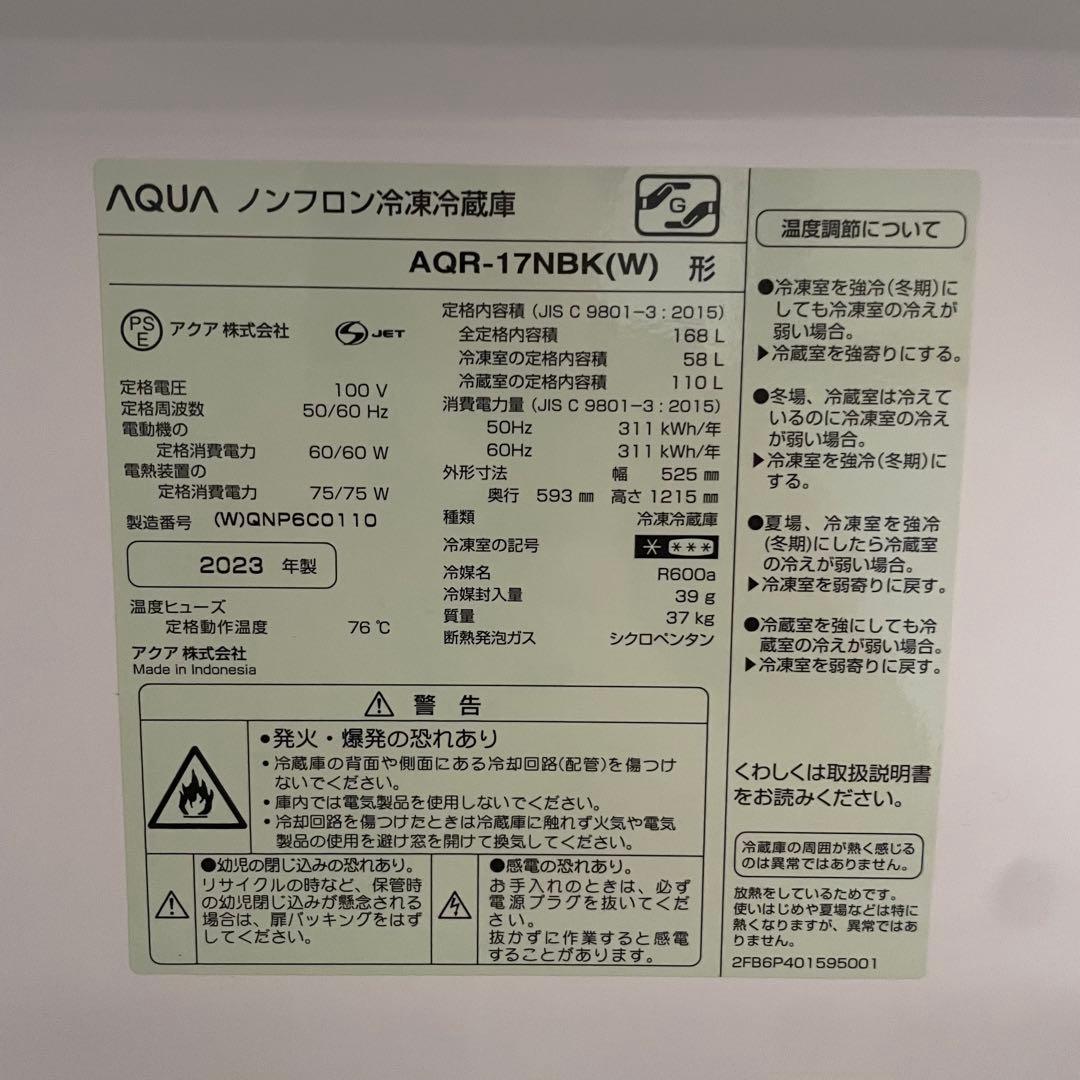 AQUA ノンフロン冷凍冷蔵庫
G
AQR-17NBK(W) 形
PS E アクア 株式会社
S JET
定格電圧 100 V
定格周波数 50/60 Hz
電動機の
定格消費電力 60/60 W
電熱装置の
定格消費電力 75/75 W
製造番号 (W)QNP6C0110
2023 年製
温度ヒューズ
定格動作温度 76 ℃
アクア 株式会社
Made in Indonesia
定格内容積 (JIS C 9801-3 : 2015)
全定格内容積 168 L
冷凍室の定格内容積 58 L
冷蔵室の定格内容積 110 L
消費電力量 (JIS C 9801-3 : 2015)
50Hz 311 kWh/年
60Hz 311 kWh/年
外形寸法 幅 525 ㎜
奥行 593 ㎜ 高さ 1215 ㎜
種類 冷凍冷蔵庫
冷凍室の記号 * ***
冷媒名 R600a
冷媒封入量 39 g
質量 37 kg
断熱発泡ガス シクロペンタン
警 告
●発火・爆発の恐れあり
・冷蔵庫の背面や側面にある冷却回路(配管)を傷つけ
ないでください。
・庫内では電気製品を使用しないでください。
・冷却回路を傷つけたときは冷蔵庫に触れず火気や電気
製品の使用を避け窓を開けて換気してください。
●幼児の閉じ込みの恐れあり。
リサイクルの時など、保管時
の幼児閉じ込みが懸念される
場合は、扉パッキングをはず
してください。
●感電の恐れあり。
お手入れのときは、必ず
電源プラグを抜いてくだ
さい。
抜かずに作業すると感電
することがあります。
温度調節について
●冷凍室を強冷(冬期)に
しても冷凍室の冷えが
弱い場合。
▶冷蔵室を強寄りにする。
●冬場、冷蔵室は冷えて
いるのに冷凍室の冷え
が弱い場合。
▶冷凍室を強冷(冬期)に
する。
●夏場、冷凍室を強冷
(冬期)にしたら冷蔵室
の冷えが弱い場合。
▶冷凍室を弱寄りに戻す。
●冷蔵室を強にしても冷
蔵室の冷えが弱い場合。
▶冷凍室を弱寄りに戻す。
くわしくは取扱説明書
をお読みください。
冷蔵庫の周囲が熱く感じる
のは異常ではありません。
放熱をしているためです。
使いはじめや夏場などは特に
熱くなりますが、異常ではあ
りません。
2FB6P401595001